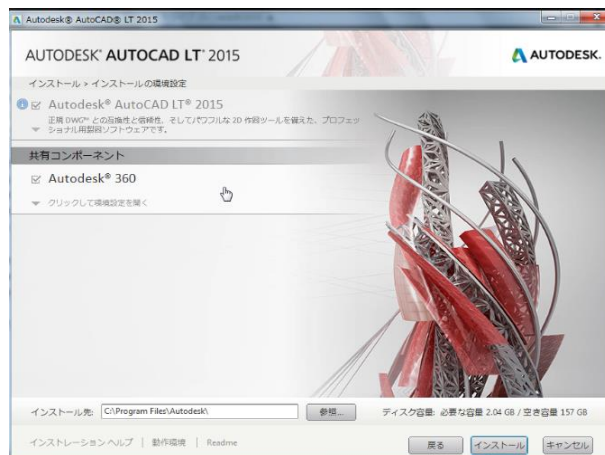 Autodesk® AutoCAD® LT 2015
AUTODESK® AUTOCAD LT® 2015
AUTODESK.
インストール > インストールの環境設定
Autodesk® AutoCAD LT® 2015
正規 DWG™ との互換性と信頼性、そしてパワフルな 2D 作図ツールを備えた、プロフェッ
ショナル用製図ソフトウェアです。
共有コンポーネント
Autodesk® 360
クリックして環境設定を開く
インストール先: C:\Program Files\Autodesk\ 参照... ディスク容量: 必要な容量 2.04 GB / 空き容量 157 GB
インストレーション ヘルプ | 動作環境 | Readme 戻る インストール キャンセル